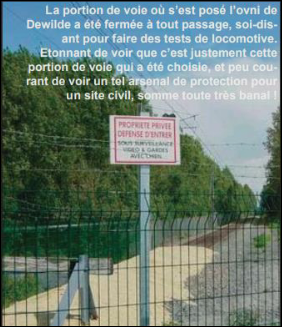 La portion de voie où s'est posé l'ovni de
Dewilde a été fermée à tout passage, soi-dis-
ant pour faire des tests de locomotive.
Etonnant de voir que c'est justement cette
portion de voie qui a été choisie, et peu cou-
rant de voir un tel arsenal de protection pour
un site civil, somme toute très banal !
PROPRIETE PRIVEE
DEFENSE D'ENTRER
SOUS SURVEILLANCE
VIDEO & GARDES
AVEC CHIEN